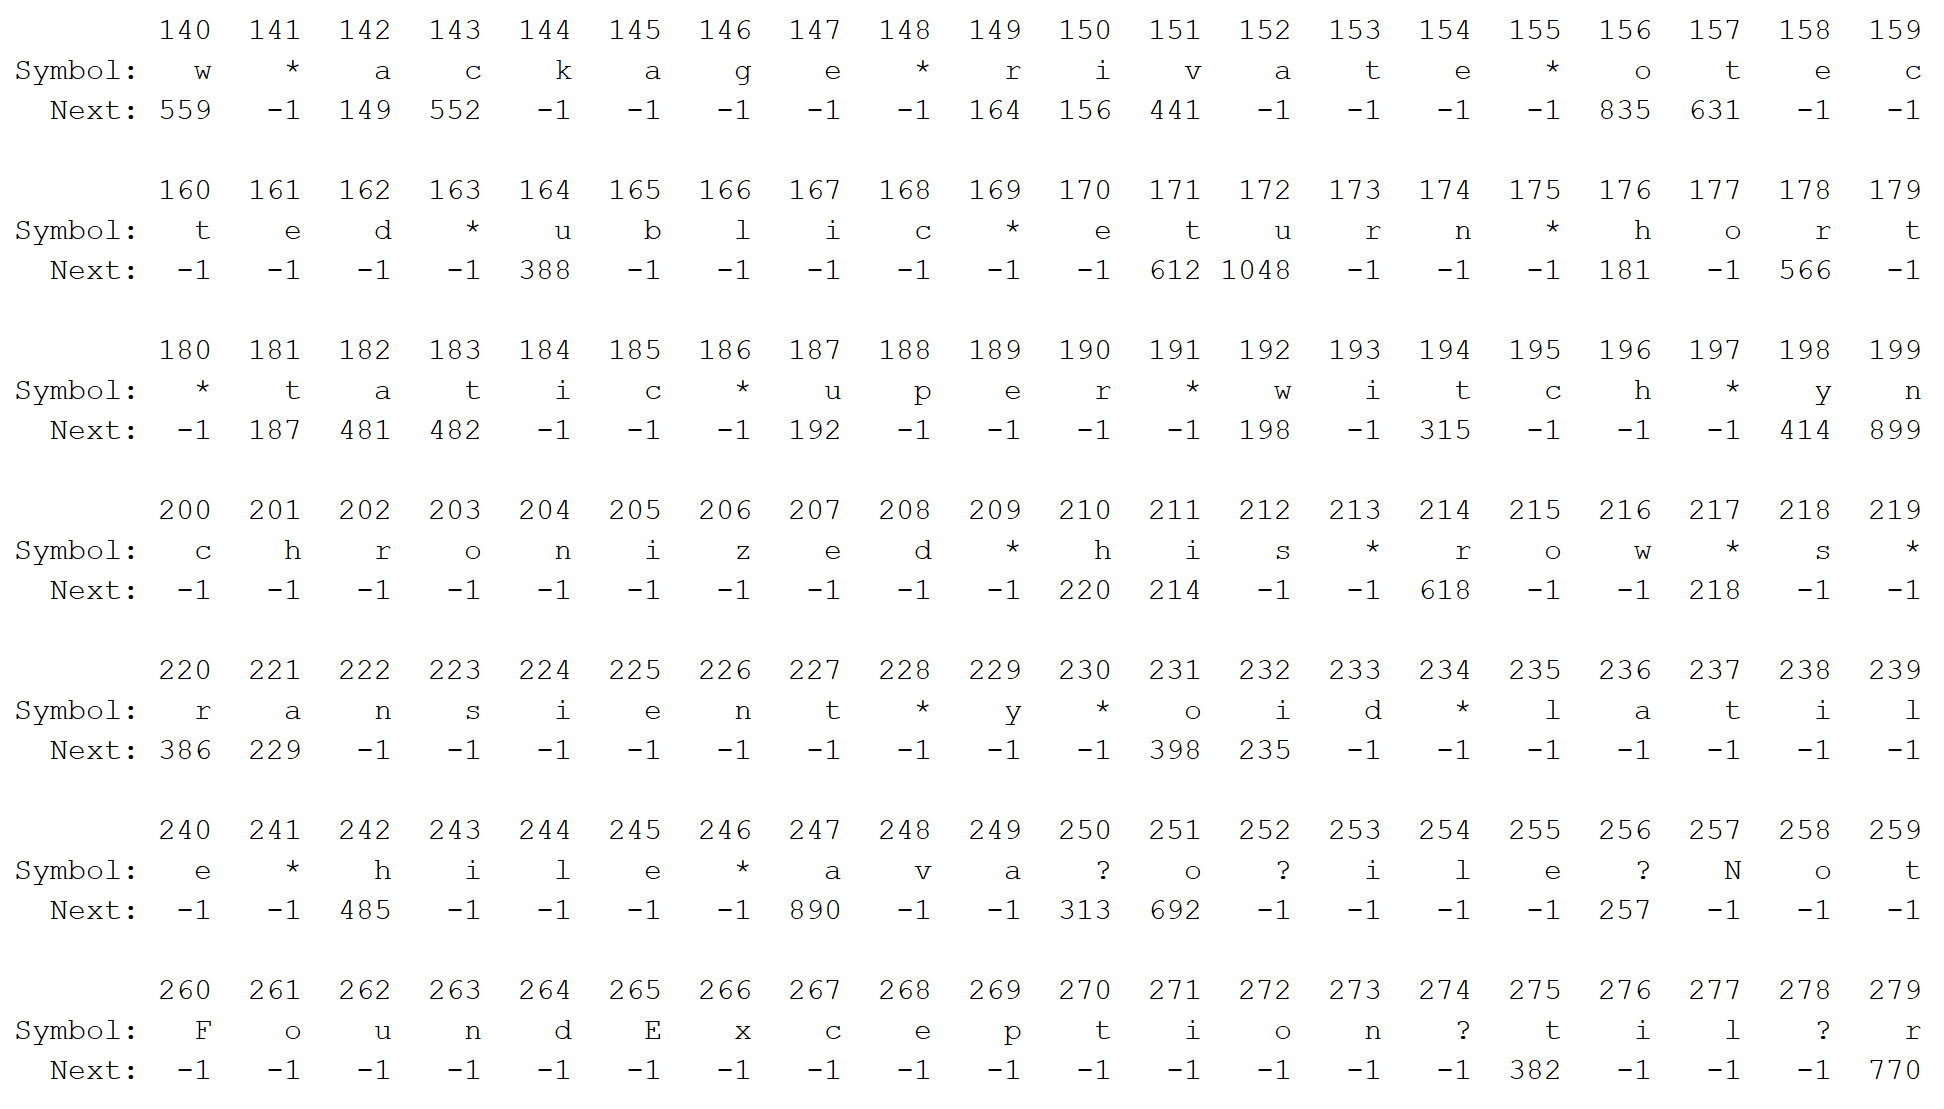 140 141 142 143 144 145 146 147 148 149 150 151 152 153 154 155 156 157 158 159
Symbol: w * a c k a g e * r i v a t e * o t e c
Next: 559 -1 149 552 -1 -1 -1 -1 -1 164 156 441 -1 -1 -1 -1 835 631 -1 -1
160 161 162 163 164 165 166 167 168 169 170 171 172 173 174 175 176 177 178 179
Symbol: t e d * u b l i c * e t u r n * h o r t
Next: -1 -1 -1 -1 388 -1 -1 -1 -1 -1 -1 612 1048 -1 -1 -1 181 -1 566 -1
180 181 182 183 184 185 186 187 188 189 190 191 192 193 194 195 196 197 198 199
Symbol: * t a t i c * u p e r * w i t c h * y n
Next: -1 187 481 482 -1 -1 -1 192 -1 -1 -1 -1 198 -1 315 -1 -1 -1 414 899
200 201 202 203 204 205 206 207 208 209 210 211 212 213 214 215 216 217 218 219
Symbol: c h r o n i z e d * h i s * r o w * s *
Next: -1 -1 -1 -1 -1 -1 -1 -1 -1 -1 220 214 -1 -1 618 -1 -1 218 -1 -1
220 221 222 223 224 225 226 227 228 229 230 231 232 233 234 235 236 237 238 239
Symbol: r a n s i e n t * y * o i d * l a t i l
Next: 386 229 -1 -1 -1 -1 -1 -1 -1 -1 -1 398 235 -1 -1 -1 -1 -1 -1 -1
240 241 242 243 244 245 246 247 248 249 250 251 252 253 254 255 256 257 258 259
Symbol: e * h i l e * a v a ? o ? i l e ? N o t
Next: -1 -1 485 -1 -1 -1 -1 890 -1 -1 313 692 -1 -1 -1 -1 257 -1 -1 -1
260 261 262 263 264 265 266 267 268 269 270 271 272 273 274 275 276 277 278 279
Symbol: F o u n d E x c e p t i o n ? t i l ? r
Next: -1 -1 -1 -1 -1 -1 -1 -1 -1 -1 -1 -1 -1 -1 -1 382 -1 -1 -1 770